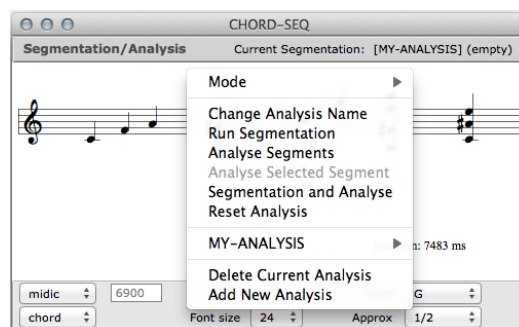 CHORD-SEQ
Segmentation/Analysis Current Segmentation: [MY-ANALYSIS] (empty)
Mode
Change Analysis Name
Run Segmentation
Analyse Segments
Analyse Selected Segment
Segmentation and Analyse
Reset Analysis
MY-ANALYSIS
n: 7483 ms
Delete Current Analysis
Add New Analysis
midic 6900 G
chord Font size 24 Approx 1/2